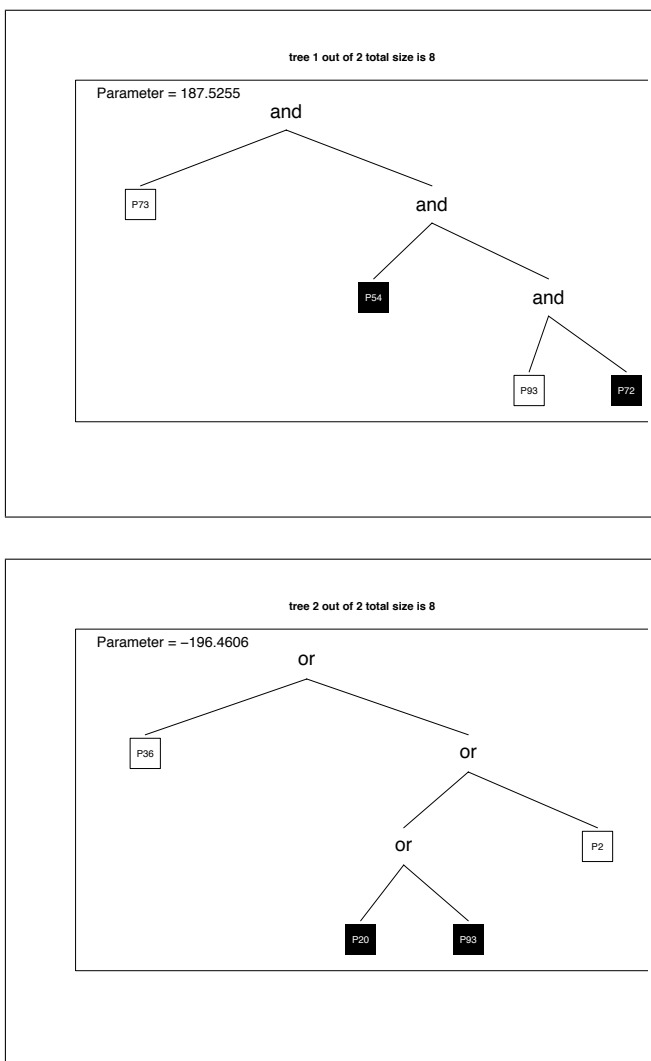 tree 1 out of 2 total size is 8
Parameter = 187.5255
and
P73
and
P54
and
P93
P72
tree 2 out of 2 total size is 8
Parameter = −196.4606
or
P36
or
or
P2
P20
P93